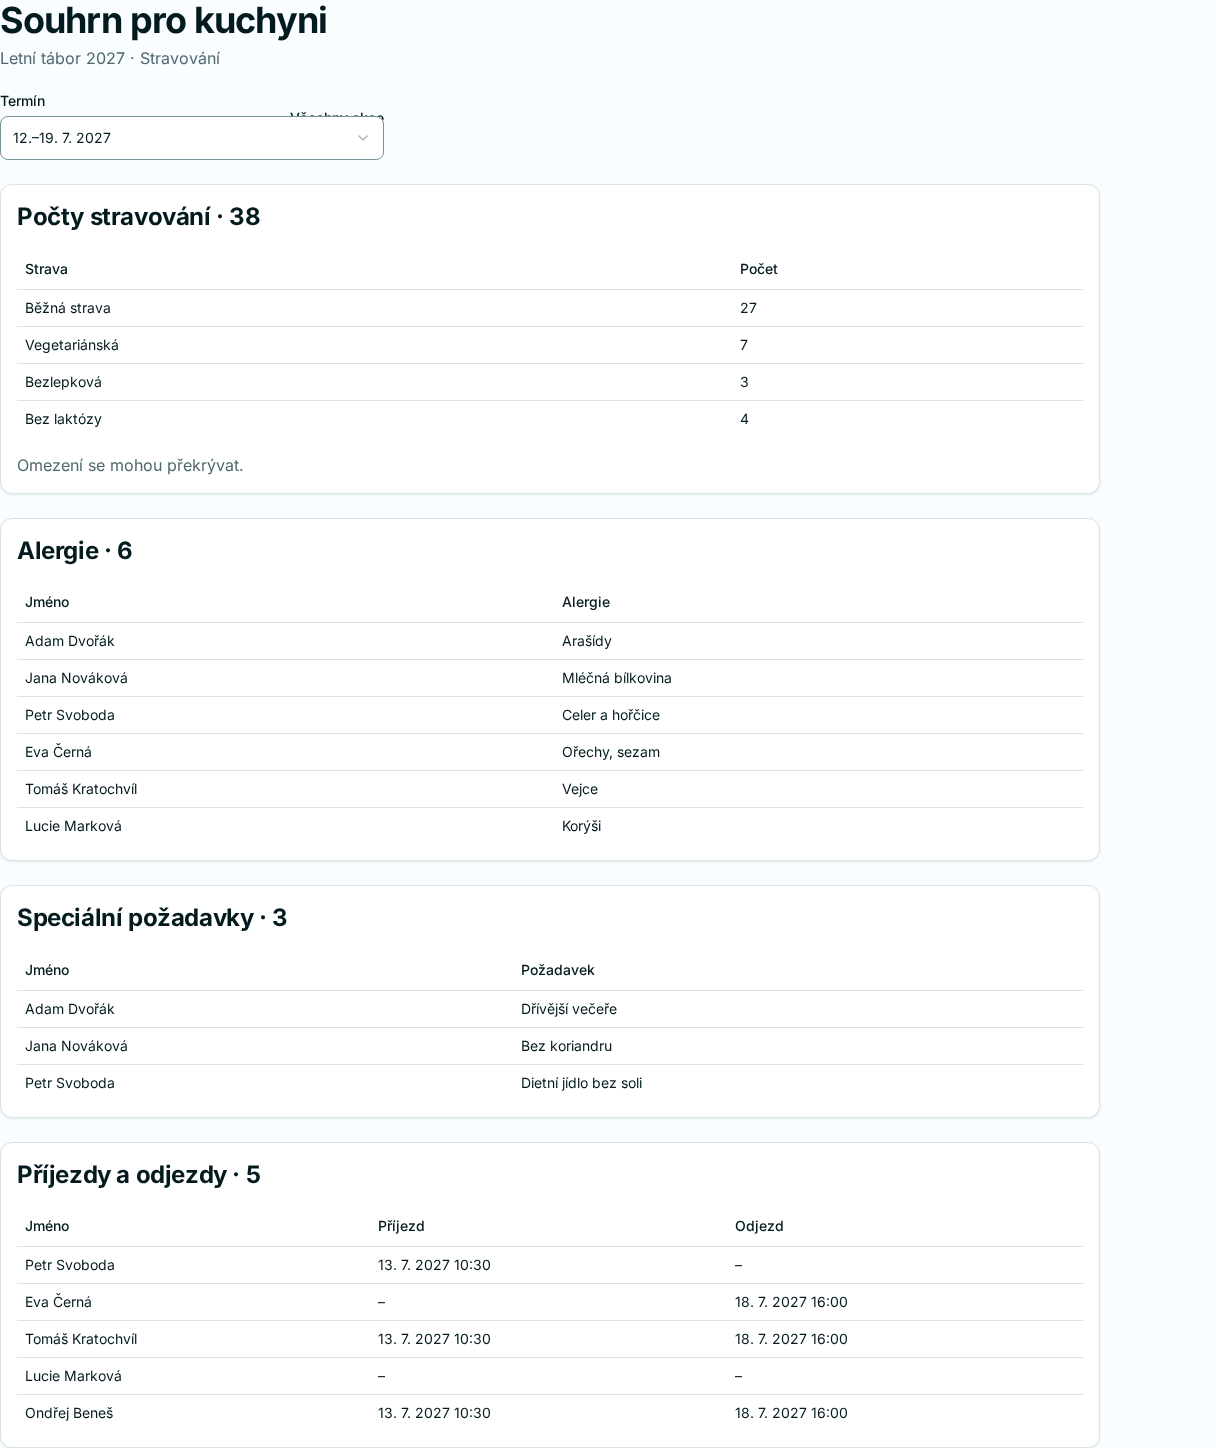 Souhrn pro kuchyni
Letní tábor 2027 · Stravování
Termín
12.–19. 7. 2027
Počty stravování · 38
Strava Počet
Běžná strava 27
Vegetariánská 7
Bezlepková 3
Bez laktózy 4
Omezení se mohou překrývat.
Alergie · 6
Jméno Alergie
Adam Dvořák Arašídy
Jana Nováková Mléčná bílkovina
Petr Svoboda Celer a hořčice
Eva Černá Ořechy, sezam
Tomáš Kratochvíl Vejce
Lucie Marková Korýši
Speciální požadavky · 3
Jméno Požadavek
Adam Dvořák Dřívější večeře
Jana Nováková Bez koriandru
Petr Svoboda Dietní jídlo bez soli
Příjezdy a odjezdy · 5
Jméno Příjezd Odjezd
Petr Svoboda 13. 7. 2027 10:30 –
Eva Černá – 18. 7. 2027 16:00
Tomáš Kratochvíl 13. 7. 2027 10:30 18. 7. 2027 16:00
Lucie Marková – –
Ondřej Beneš 13. 7. 2027 10:30 18. 7. 2027 16:00